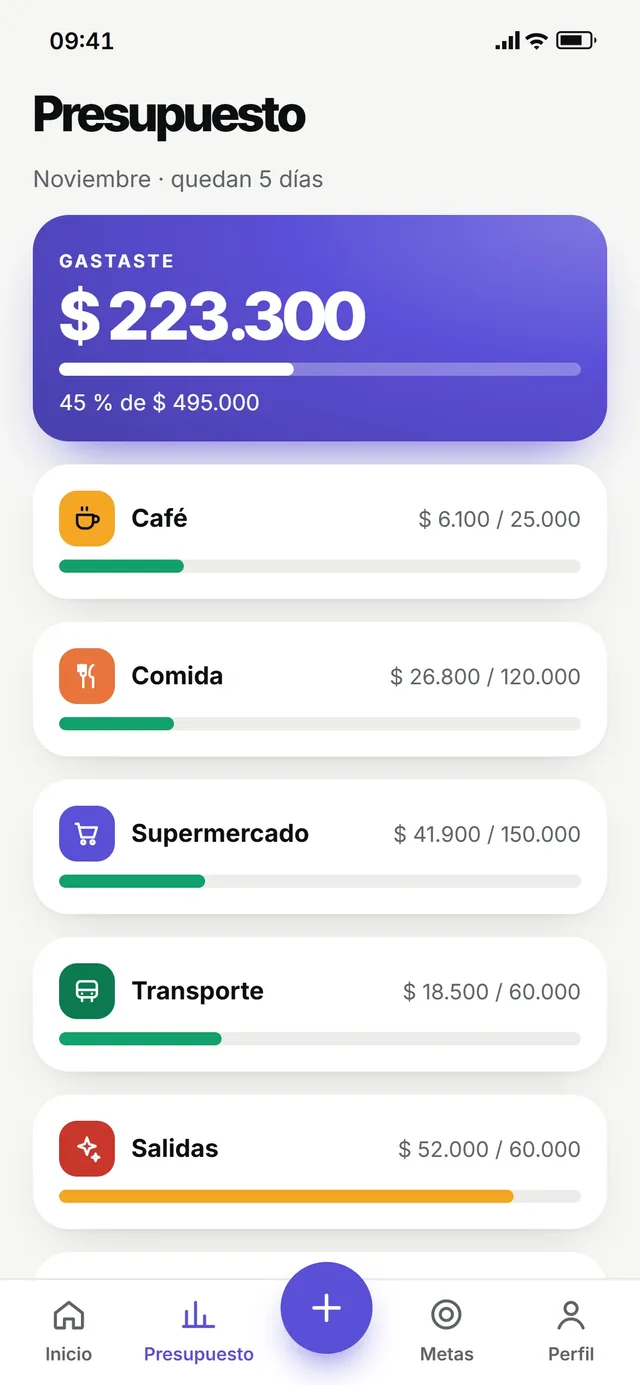 09:41
Presupuesto
Noviembre · quedan 5 días
GASTASTE
$ 223.300
45 % de $ 495.000
Café $ 6.100 / 25.000
Comida $ 26.800 / 120.000
Supermercado $ 41.900 / 150.000
Transporte $ 18.500 / 60.000
Salidas $ 52.000 / 60.000
Inicio Presupuesto Metas Perfil